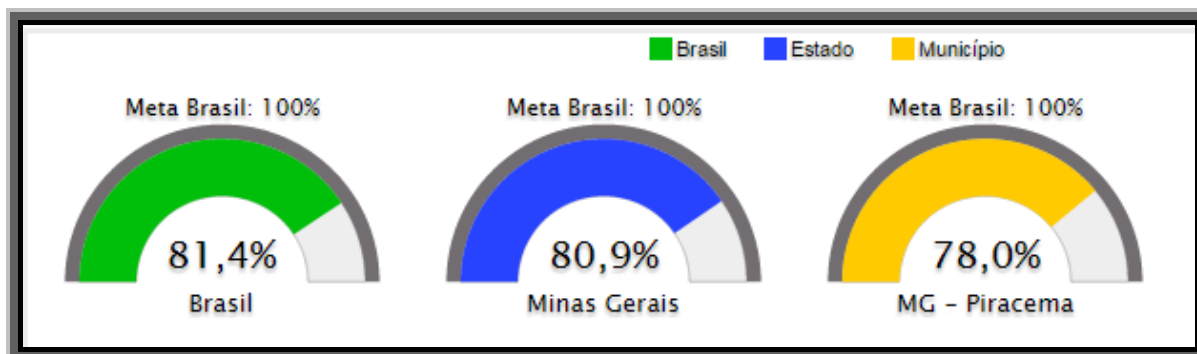 Brasil Estado Município
Meta Brasil: 100% Meta Brasil: 100% Meta Brasil: 100%
81,4% 80,9% 78,0%
Brasil Minas Gerais MG – Piracema